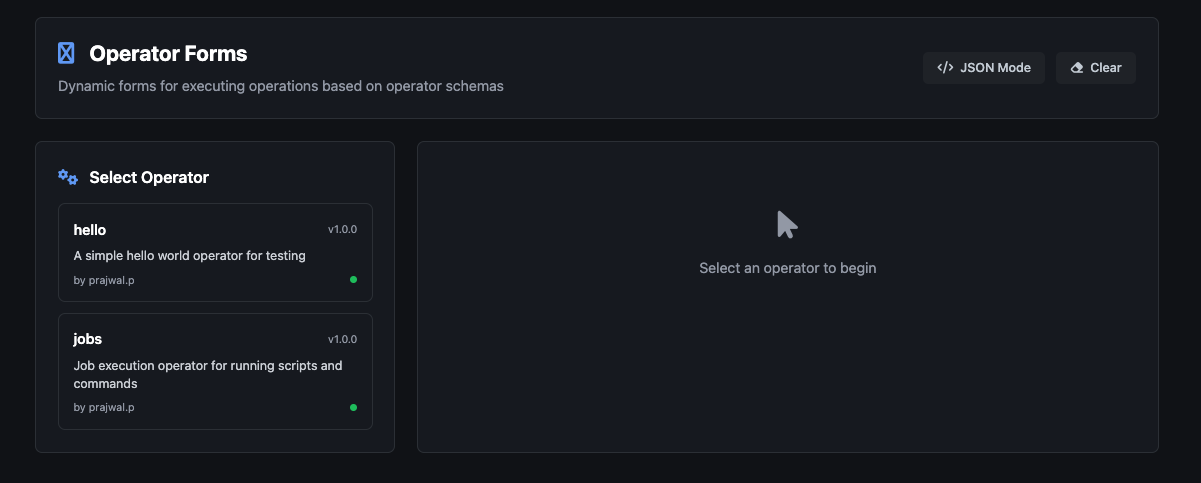 Operator Forms
Dynamic forms for executing operations based on operator schemas
</> JSON Mode
Clear
Select Operator
hello
v1.0.0
A simple hello world operator for testing
by prajwal.p
jobs
v1.0.0
Job execution operator for running scripts and
commands
by prajwal.p
Select an operator to begin